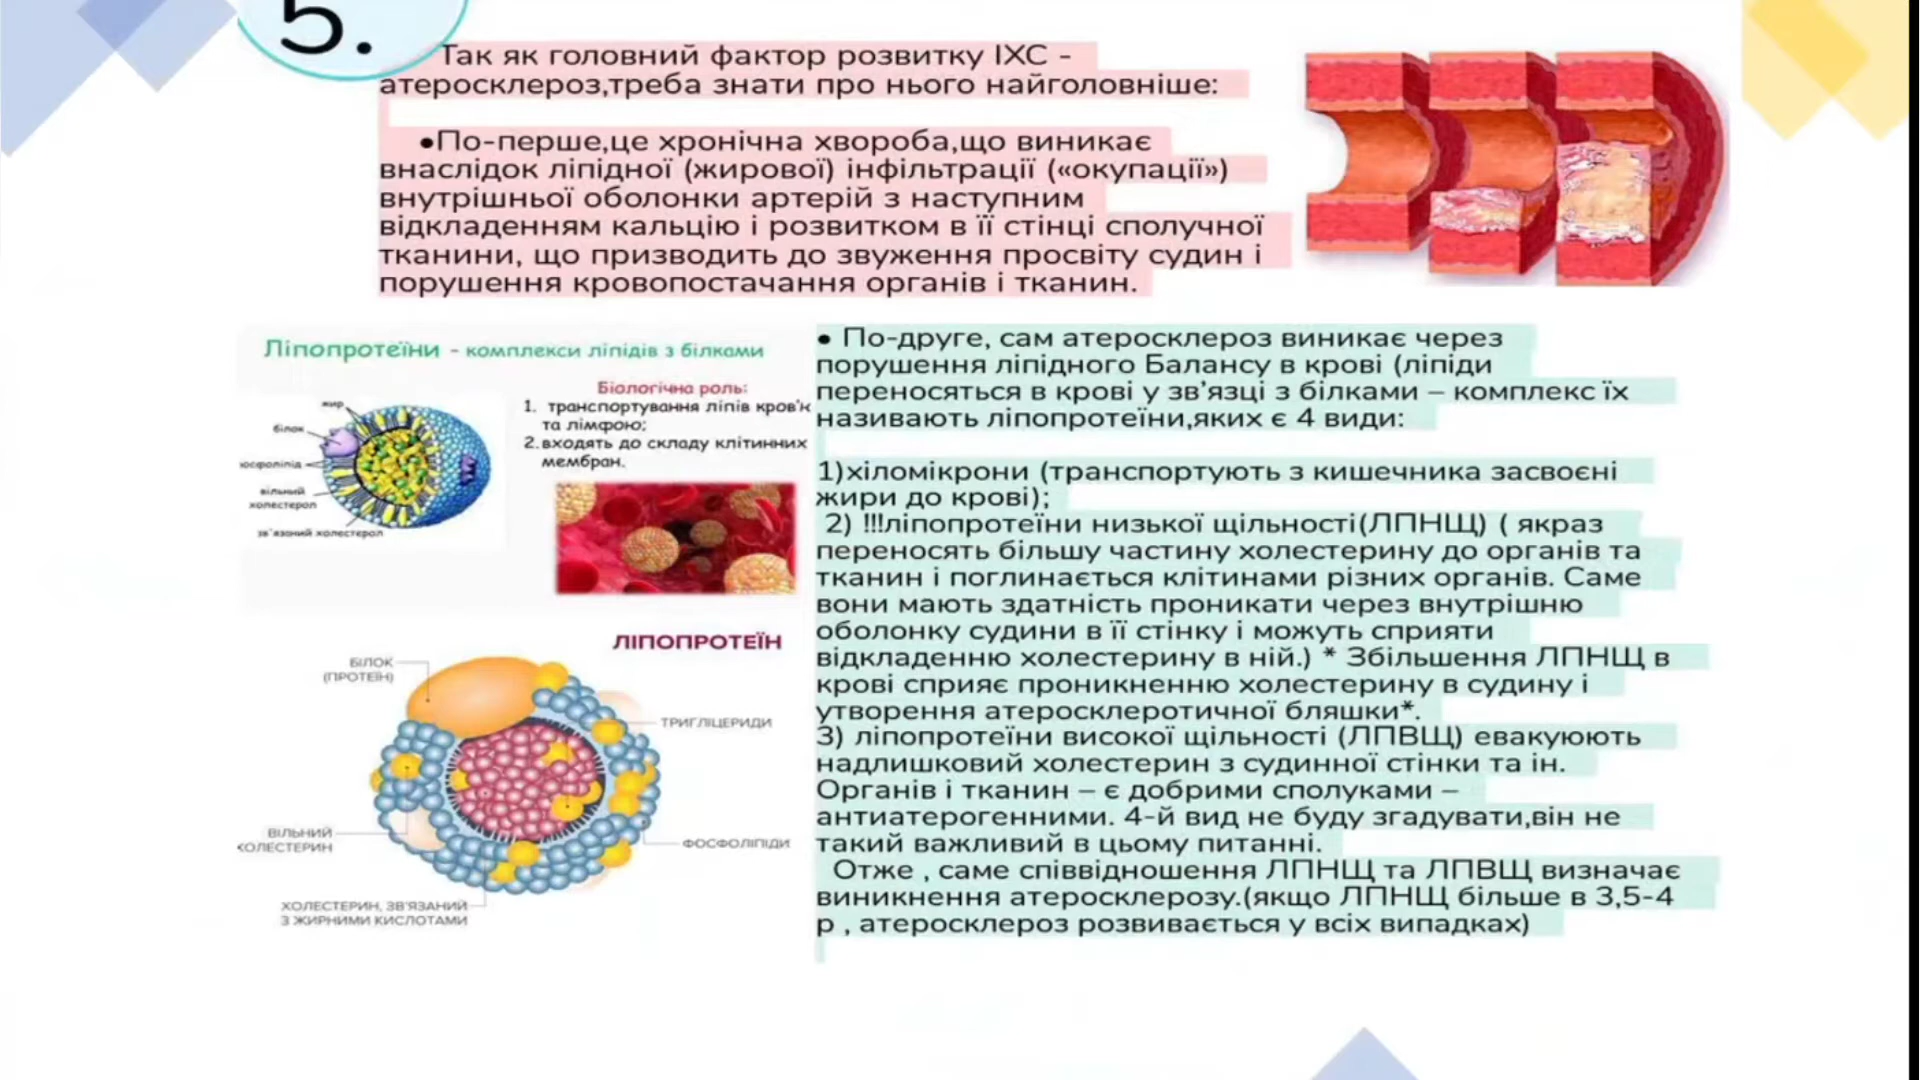 5.
Так як головний фактор розвитку ІХС -
атеросклероз,треба знати про нього найголовніше:
•По-перше,це хронічна хвороба,що виникає
внаслідок ліпідної (жирової) інфільтрації («окупації»)
внутрішньої оболонки артерій з наступним
відкладенням кальцію і розвитком в її стінці сполучної
тканини, що призводить до звуження просвіту судин і
порушення кровопостачання органів і тканин.
Ліпопротеїни - комплекси ліпідів з білками
Біологічна роль:
1. транспортування ліпів кров'к
та лімфою;
2.входять до складу клітинних
мембран.
жир
білок
осфоліпід
вільний
холестерол
зв'язаний холестерол
ЛІПОПРОТЕЇН
БІЛОК
(ПРОТЕЇН)
ТРИГЛІЦЕРИДИ
ВІЛЬНИЙ
ХОЛЕСТЕРИН
ФОСФОЛІПІДИ
ХОЛЕСТЕРИН, ЗВ'ЯЗАНИЙ
З ЖИРНИМИ КИСЛОТАМИ
• По-друге, сам атеросклероз виникає через
порушення ліпідного Балансу в крові (ліпіди
переносяться в крові у зв’язці з білками – комплекс їх
називають ліпопротеїни,яких є 4 види:
1)хіломікрони (транспортують з кишечника засвоєні
жири до крові);
2) !!!ліпопротеїни низької щільності(ЛПНЩ) ( якраз
переносять більшу частину холестерину до органів та
тканин і поглинається клітинами різних органів. Саме
вони мають здатність проникати через внутрішню
оболонку судини в її стінку і можуть сприяти
відкладенню холестерину в ній.) * Збільшення ЛПНЩ в
крові сприяє проникненню холестерину в судину і
утворення атеросклеротичної бляшки*.
3) ліпопротеїни високої щільності (ЛПВЩ) евакуюють
надлишковий холестерин з судинної стінки та ін.
Органів і тканин – є добрими сполуками –
антиатерогенними. 4-й вид не буду згадувати,він не
такий важливий в цьому питанні.
Отже , саме співвідношення ЛПНЩ та ЛПВЩ визначає
виникнення атеросклерозу.(якщо ЛПНЩ більше в 3,5-4
р , атеросклероз розвивається у всіх випадках)